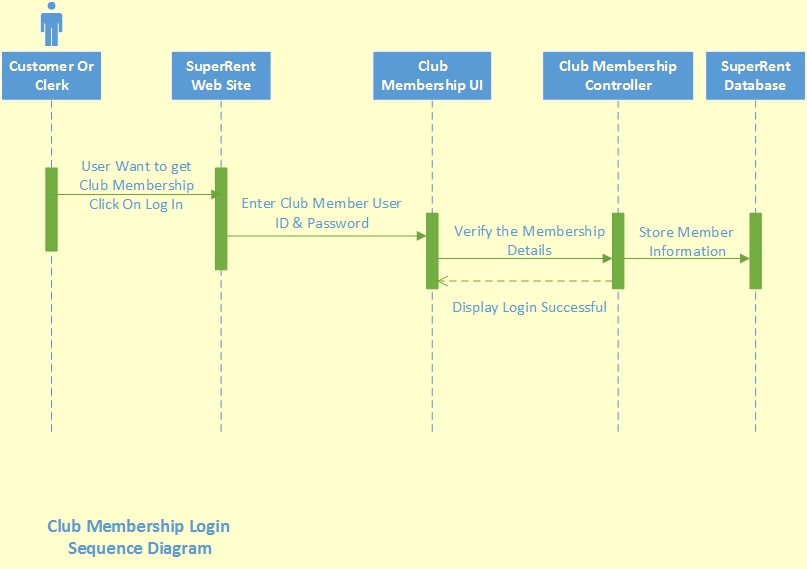 Customer Or
Clerk
SuperRent
Web Site
Club
Membership UI
Club Membership
Controller
SuperRent
Database
User Want to get
Club Membership
Click On Log In
Enter Club Member User
ID & Password
Verify the Membership
Details
Store Member
Information
Display Login Successful
Club Membership Login
Sequence Diagram